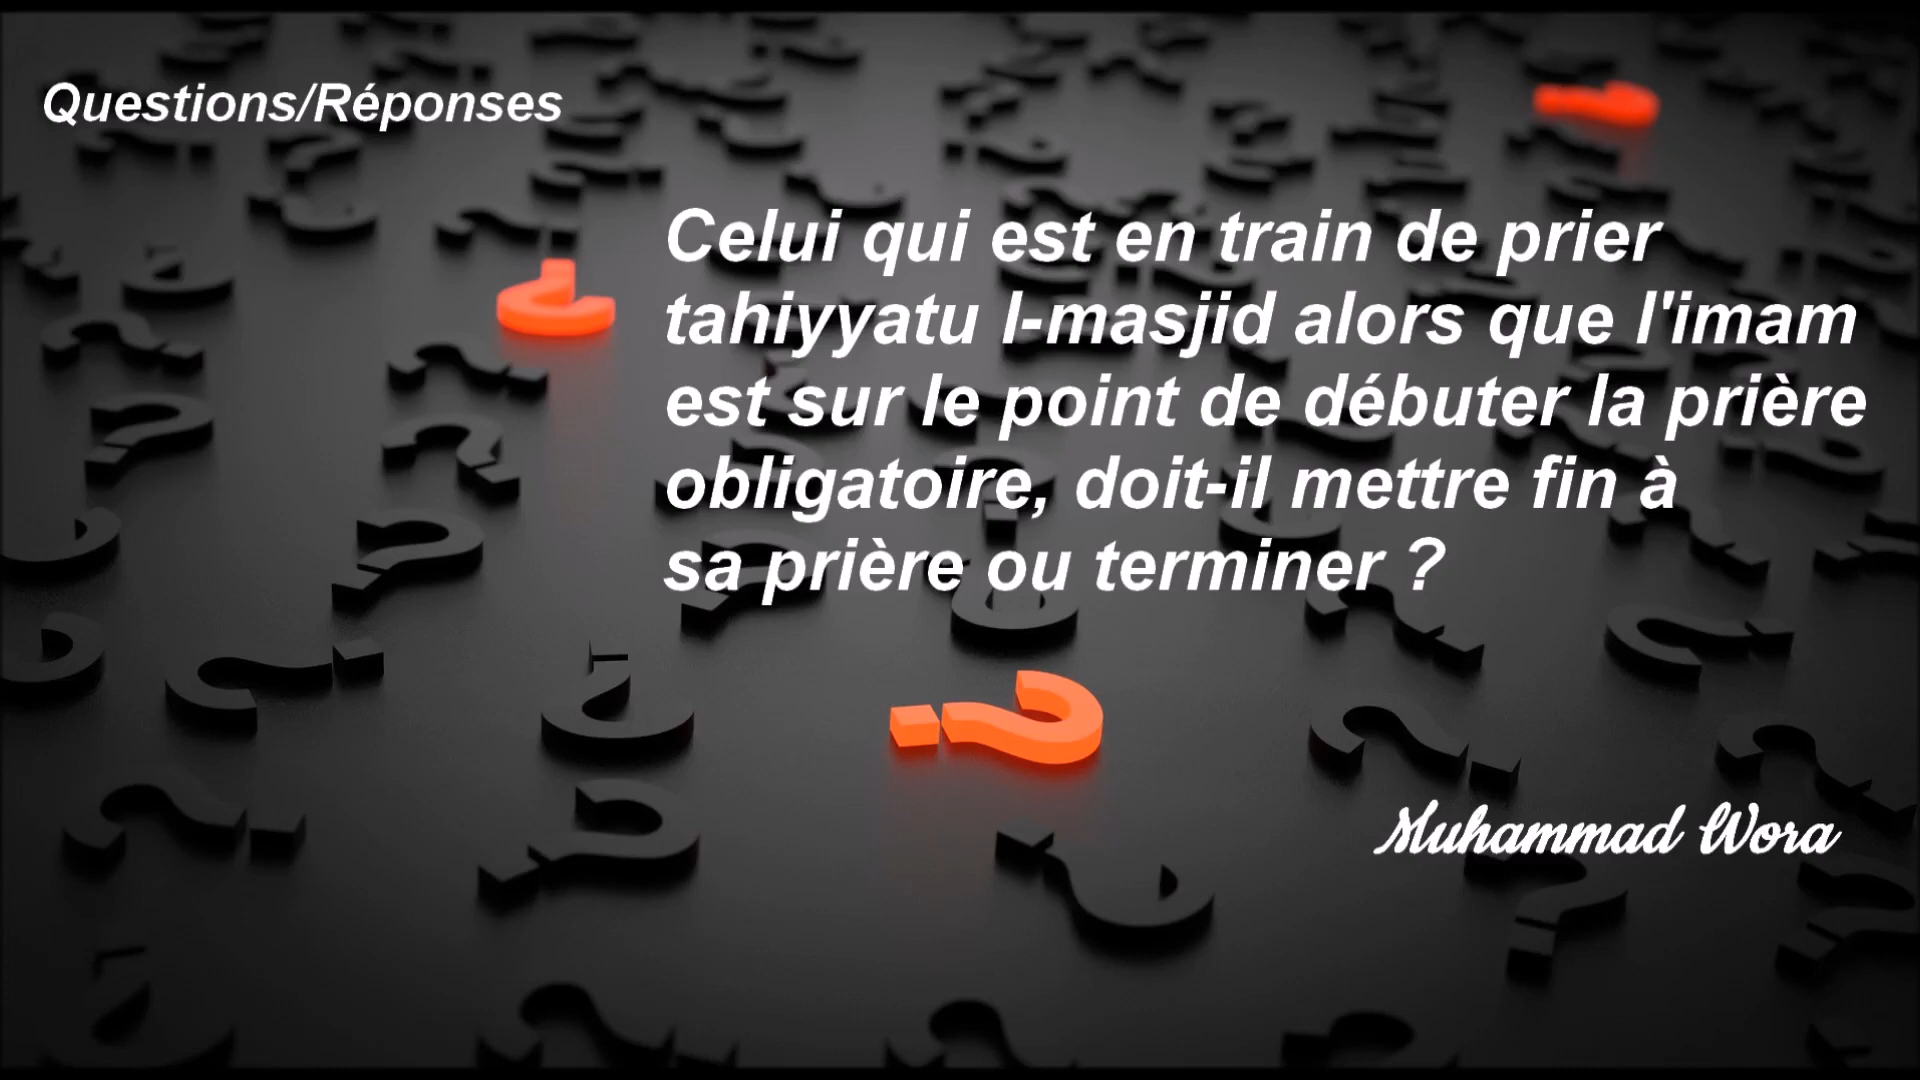 Questions/Réponses
Celui qui est en train de prier
tahiyyatu l-masjid alors que l'imam
est sur le point de débuter la prière
obligatoire, doit-il mettre fin à
sa prière ou terminer ?
Muhammad Wora